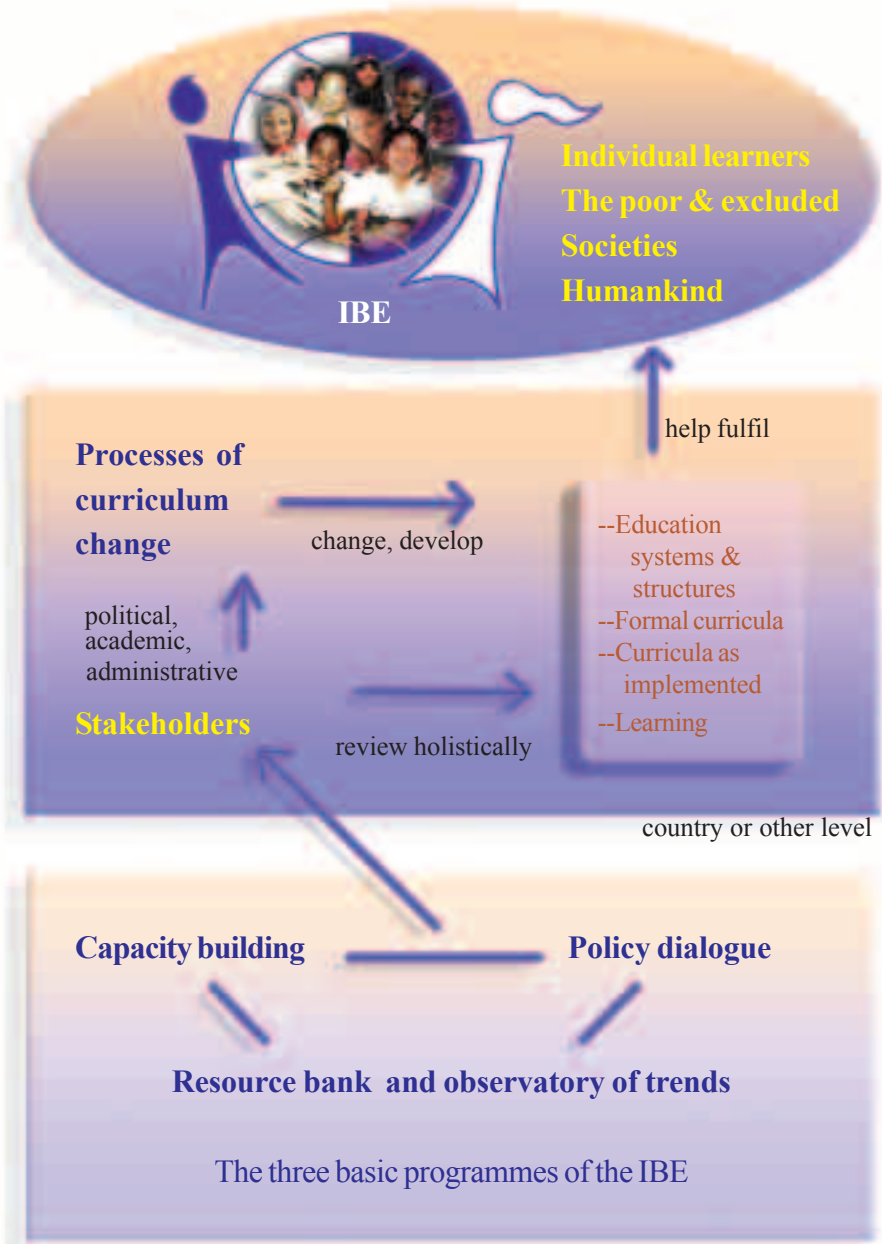 Individual learners
The poor & excluded
Societies
Humankind
IBE
help fulfil
Processes of
curriculum
change
change, develop
--Education
systems &
structures
--Formal curricula
--Curricula as
implemented
--Learning
political,
academic,
administrative
Stakeholders
review holistically
country or other level
Capacity building
Policy dialogue
Resource bank and observatory of trends
The three basic programmes of the IBE